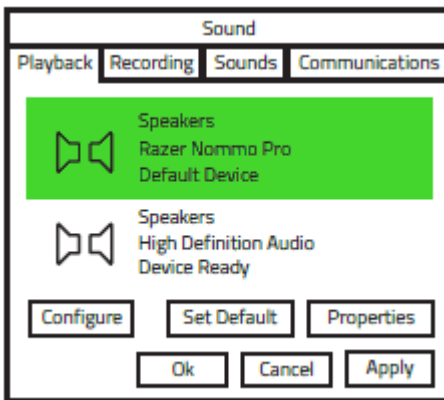 Sound
Playback Recording Sounds Communications
Speakers
Razer Nommo Pro
Default Device
Speakers
High Definition Audio
Device Ready
Configure Set Default Properties
Ok Cancel Apply